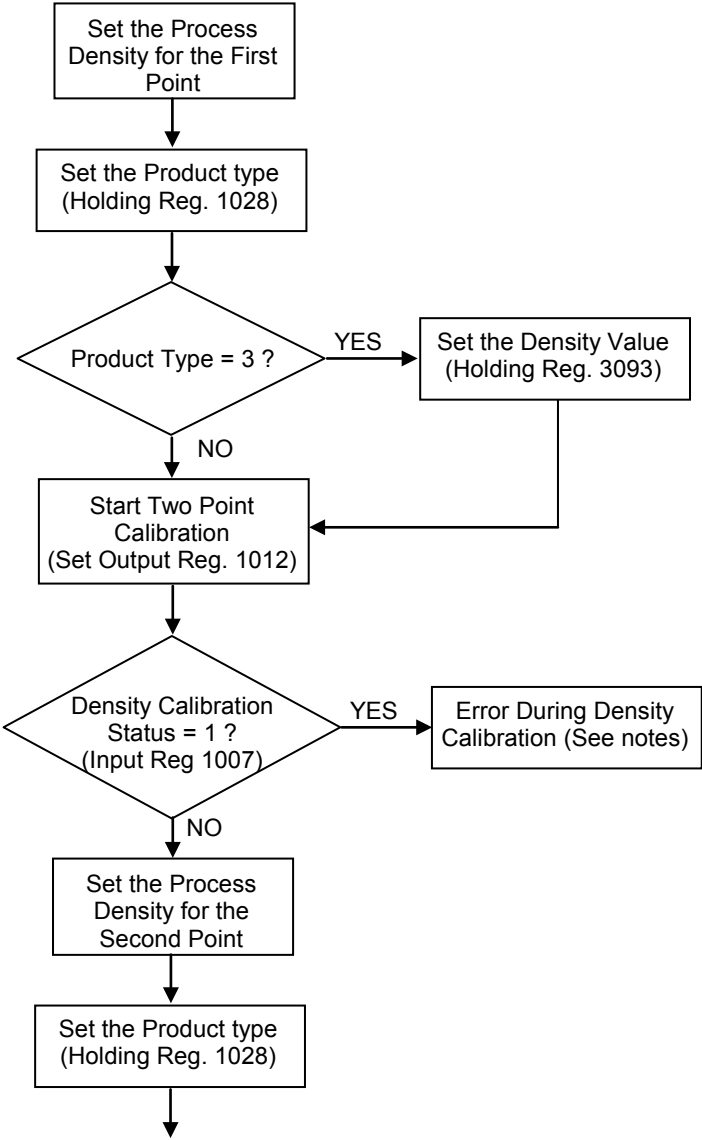 Set the Process
Density for the First
Point
Set the Product type
(Holding Reg. 1028)
Product Type = 3 ?
YES
Set the Density Value
(Holding Reg. 3093)
NO
Start Two Point
Calibration
(Set Output Reg. 1012)
Density Calibration
Status = 1 ?
(Input Reg 1007)
YES
Error During Density
Calibration (See notes)
NO
Set the Process
Density for the
Second Point
Set the Product type
(Holding Reg. 1028)